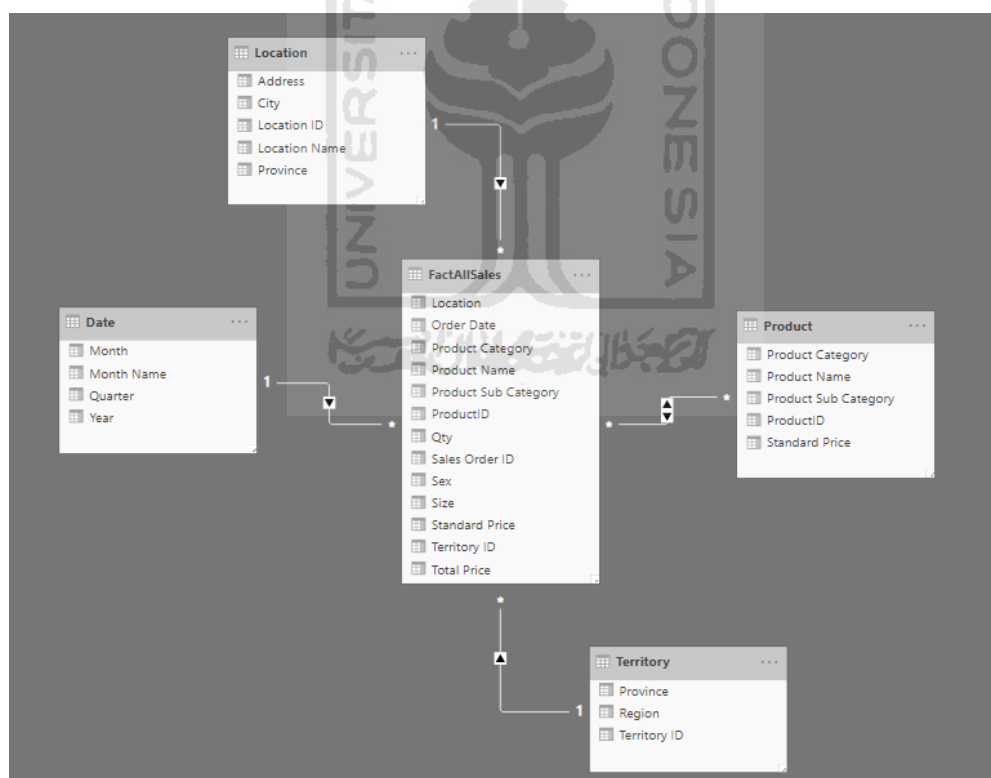 UNIVERSITA
ONESIA
Location
Address
City
Location ID
Location Name
Province
1
*
FactAllSales
Location
Order Date
Product Category
Product Name
Product Sub Category
ProductID
Qty
Sales Order ID
Sex
Size
Standard Price
Territory ID
Total Price
Date
Month
Month Name
Quarter
Year
1
*
Product
Product Category
Product Name
Product Sub Category
ProductID
Standard Price
*
*
*
1
Territory
Province
Region
Territory ID